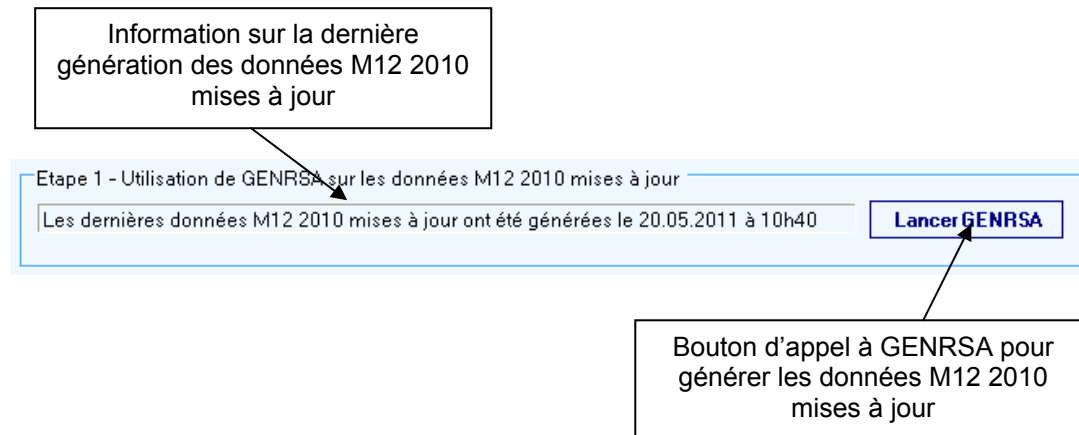 Information sur la dernière
génération des données M12 2010
mises à jour
Etape 1 - Utilisation de GENRSA sur les données M12 2010 mises à jour
Les dernières données M12 2010 mises à jour ont été générées le 20.05.2011 à 10h40
Lancer GENRSA
Bouton d'appel à GENRSA pour
générer les données M12 2010
mises à jour